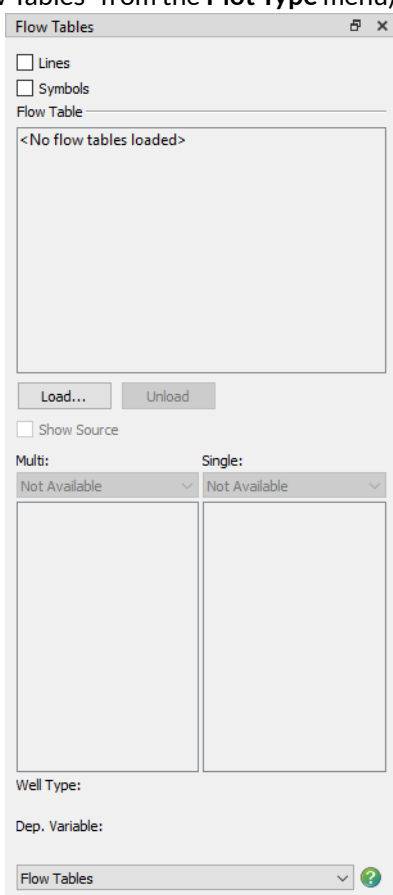 Tables" from the Plot Type menu)
Flow Tables
Lines
Symbols
Flow Table
<No flow tables loaded>
Load... Unload
Show Source
Multi: Single:
Not Available Not Available
Well Type:
Dep. Variable:
Flow Tables